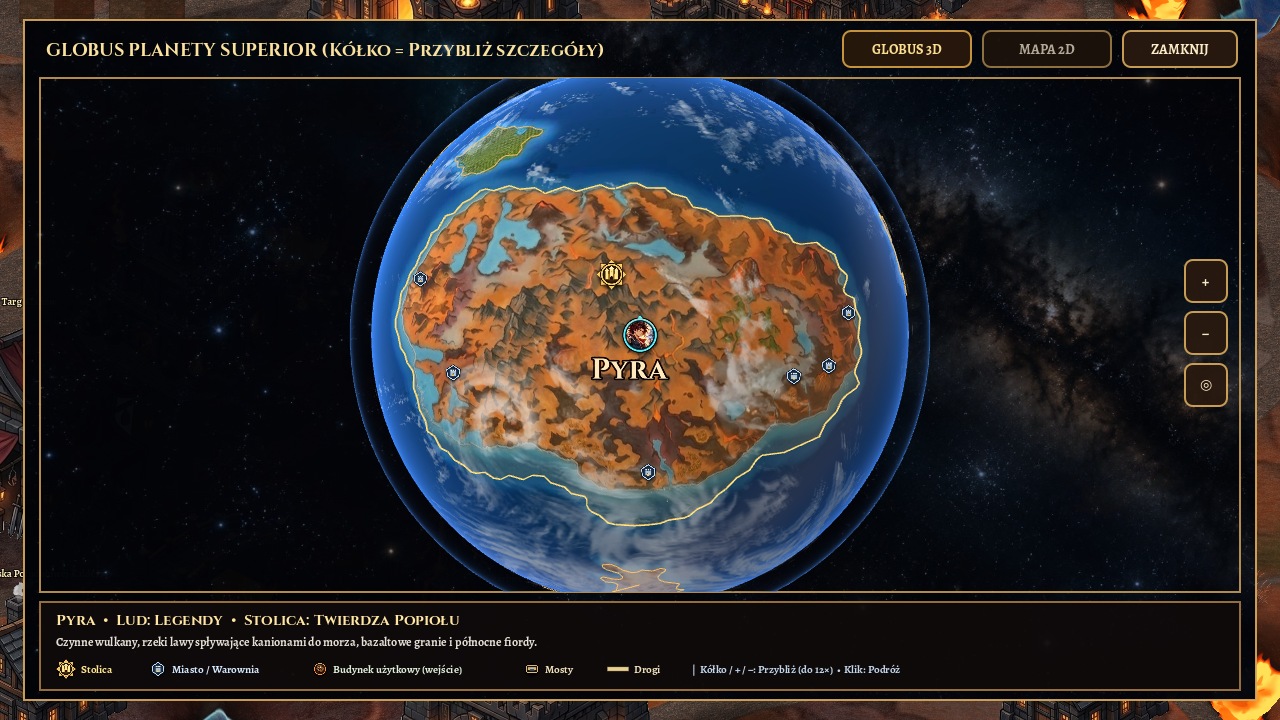 GLOBUS PLANETY SUPERIOR (KÓŁKO = PRZYBLIŻ SZCZEGÓŁY)
GLOBUS 3D
MAPA 2D
ZAMKNIJ
+
Targ
−
PYRA
◎
ska Po
PYRA • LUD: LEGENDY • STOLICA: TWIERDZA POPIOŁU
Czynne wulkany, rzeki lawy spływające kanionami do morza, bazaltowe granie i północne fiordy.
Stolica
Miasto / Warownia
Budynek użytkowy (wejście)
Mosty
Drogi
| Kółko / + / −: Przybliż (do 12×) • Klik: Podróż